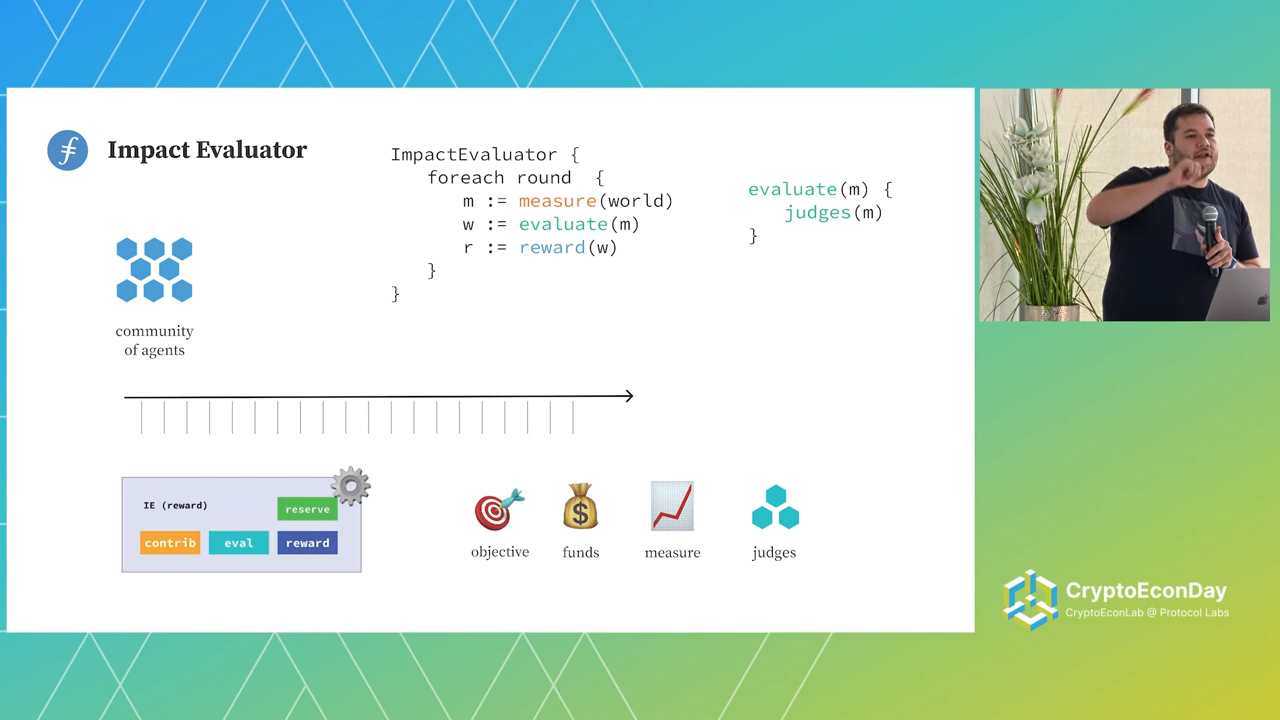 Impact Evaluator
ImpactEvaluator {
foreach round {
m := measure(world)
w := evaluate(m)
r := reward(w)
}
}
evaluate(m) {
judges(m)
}
community
of agents
IE (reward)
reserve
contrib
eval
reward
objective
funds
measure
judges
CryptoEconDay
CryptoEconLab @ Protocol Labs